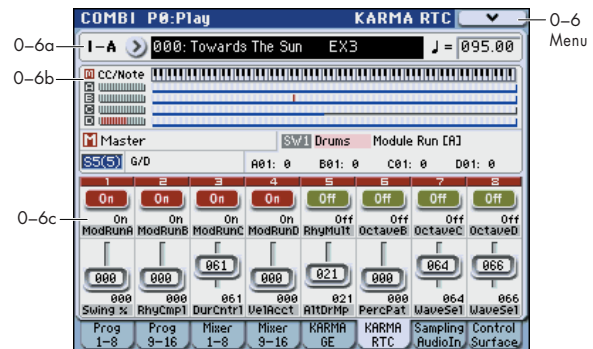 COMBI P0:Play KARMA RTC
0–6
Menu
0–6a
I-A 000: Towards The Sun EX3 ♩= 095.00
0–6b
M CC/Note
A
B
C
D
M Master SW1 Drums Module Run [A]
S5(5) G/D A01: 0 B01: 0 C01: 0 D01: 0
1 2 3 4 5 6 7 8
0–6c
On On On On Off Off Off Off
On On On On Off Off Off Off
ModRunA ModRunB ModRunC ModRunD RhyMult OctaveB OctaveC OctaveD
000 000 061 000 021 000 064 066
000 000 061 000 021 000 064 066
Swing % RhyCmpl DurCntrl VelAcct AltDrMp PercPat WaveSel WaveSel
Prog Prog Mixer Mixer KARMA KARMA Sampling Control
1-8 9-16 1-8 9-16 GE RTC AudioIn Surface